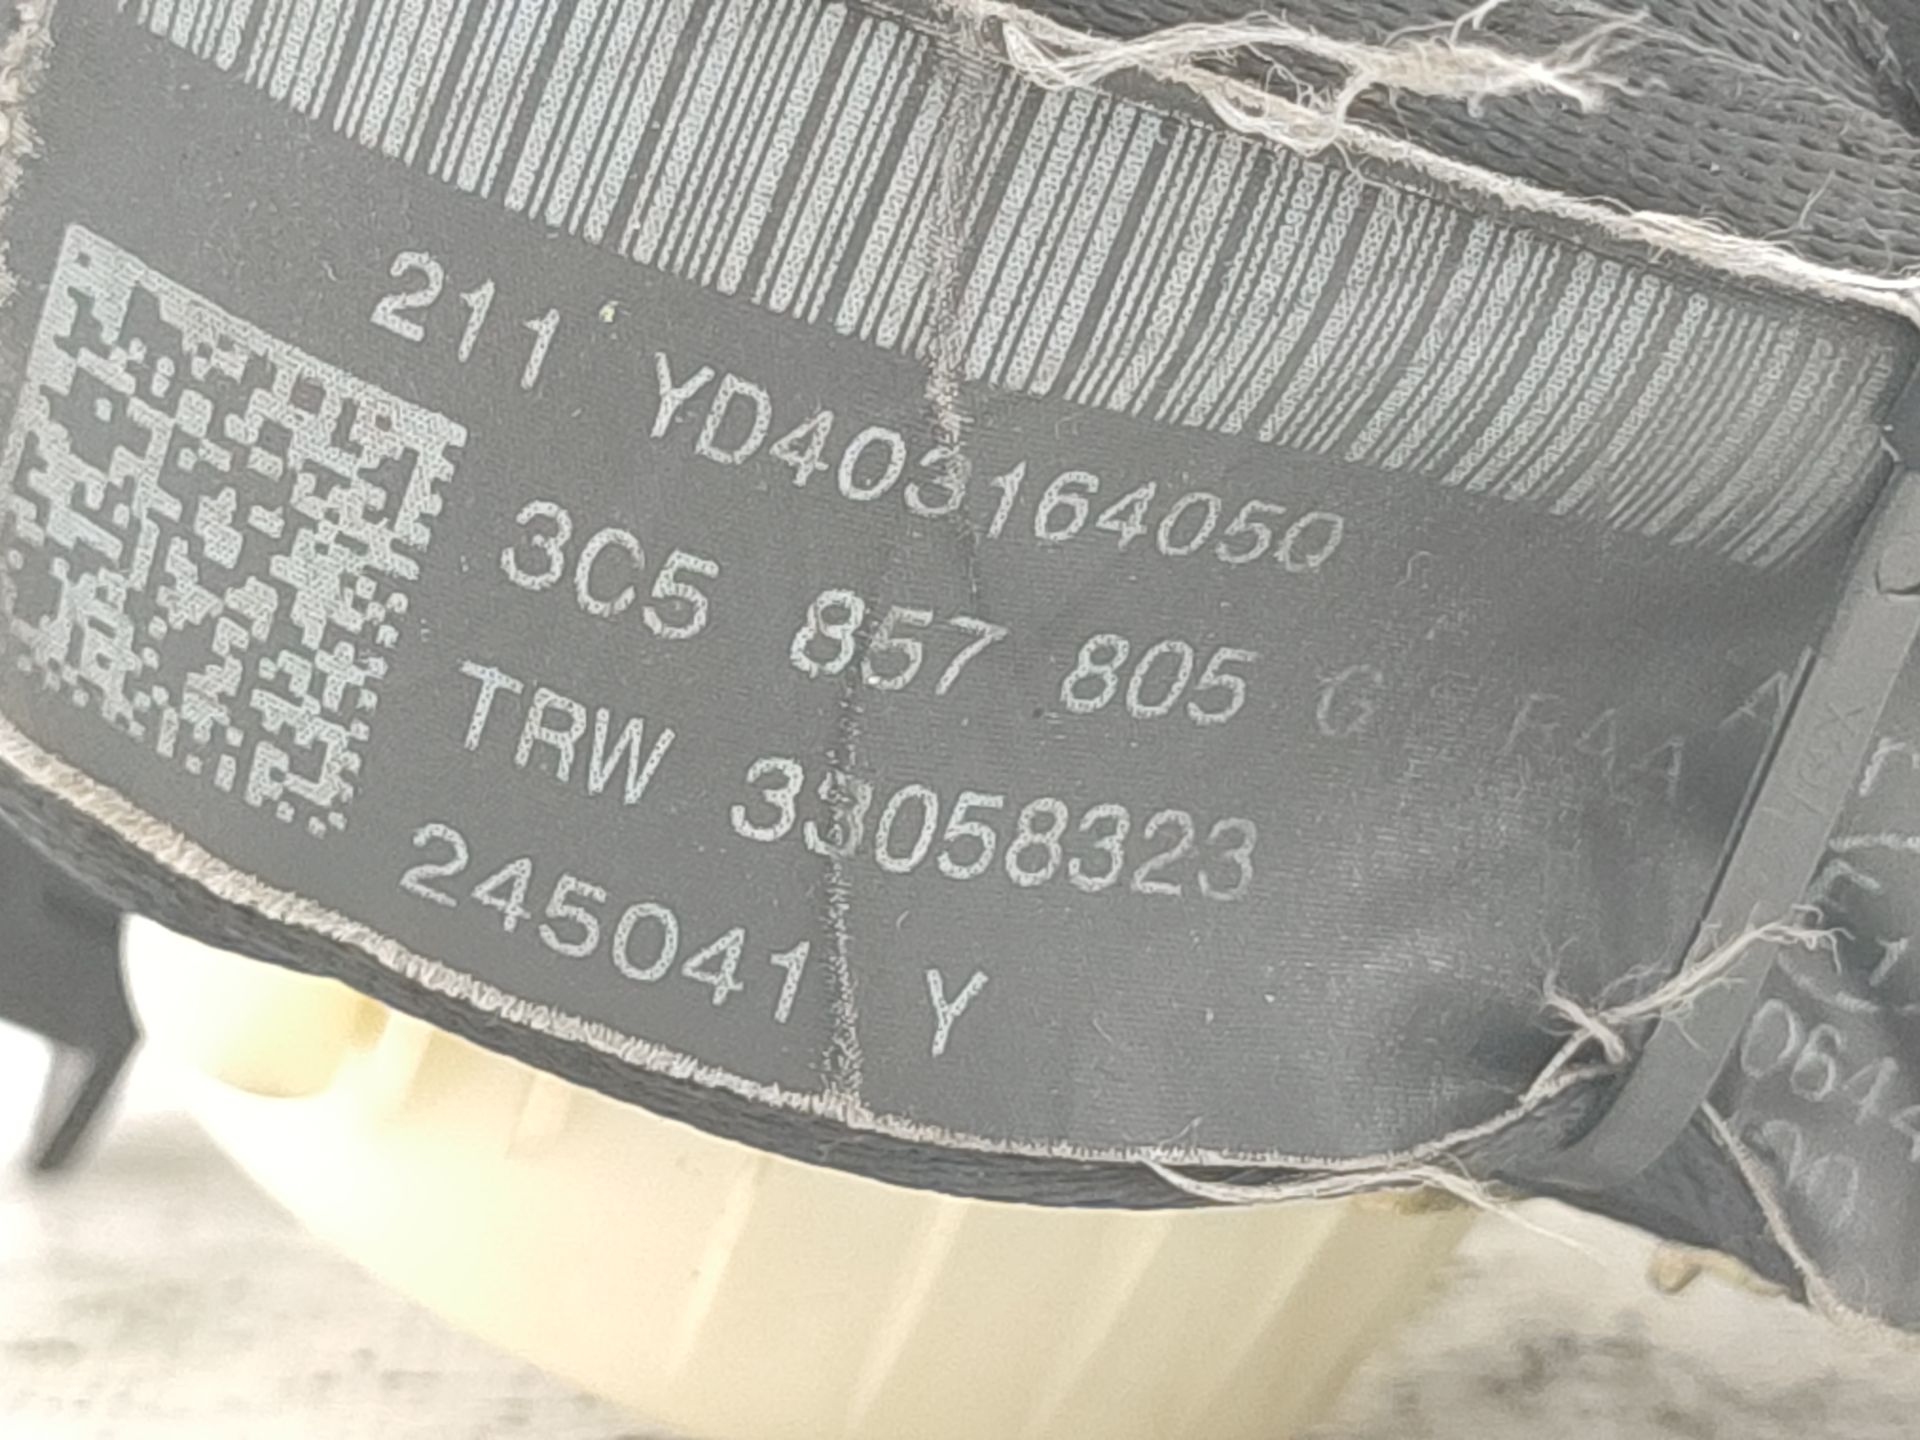 211 YD403164050
3C5 857 805 G
TRW 33058323
245041 Y